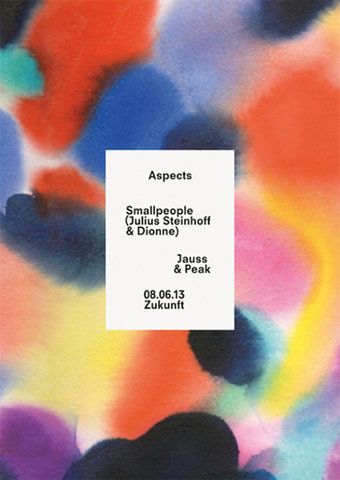 Aspects
Smallpeople
(Julius Steinhoff
& Dionne)
Jauss
& Peak
08.06.13
Zukunft